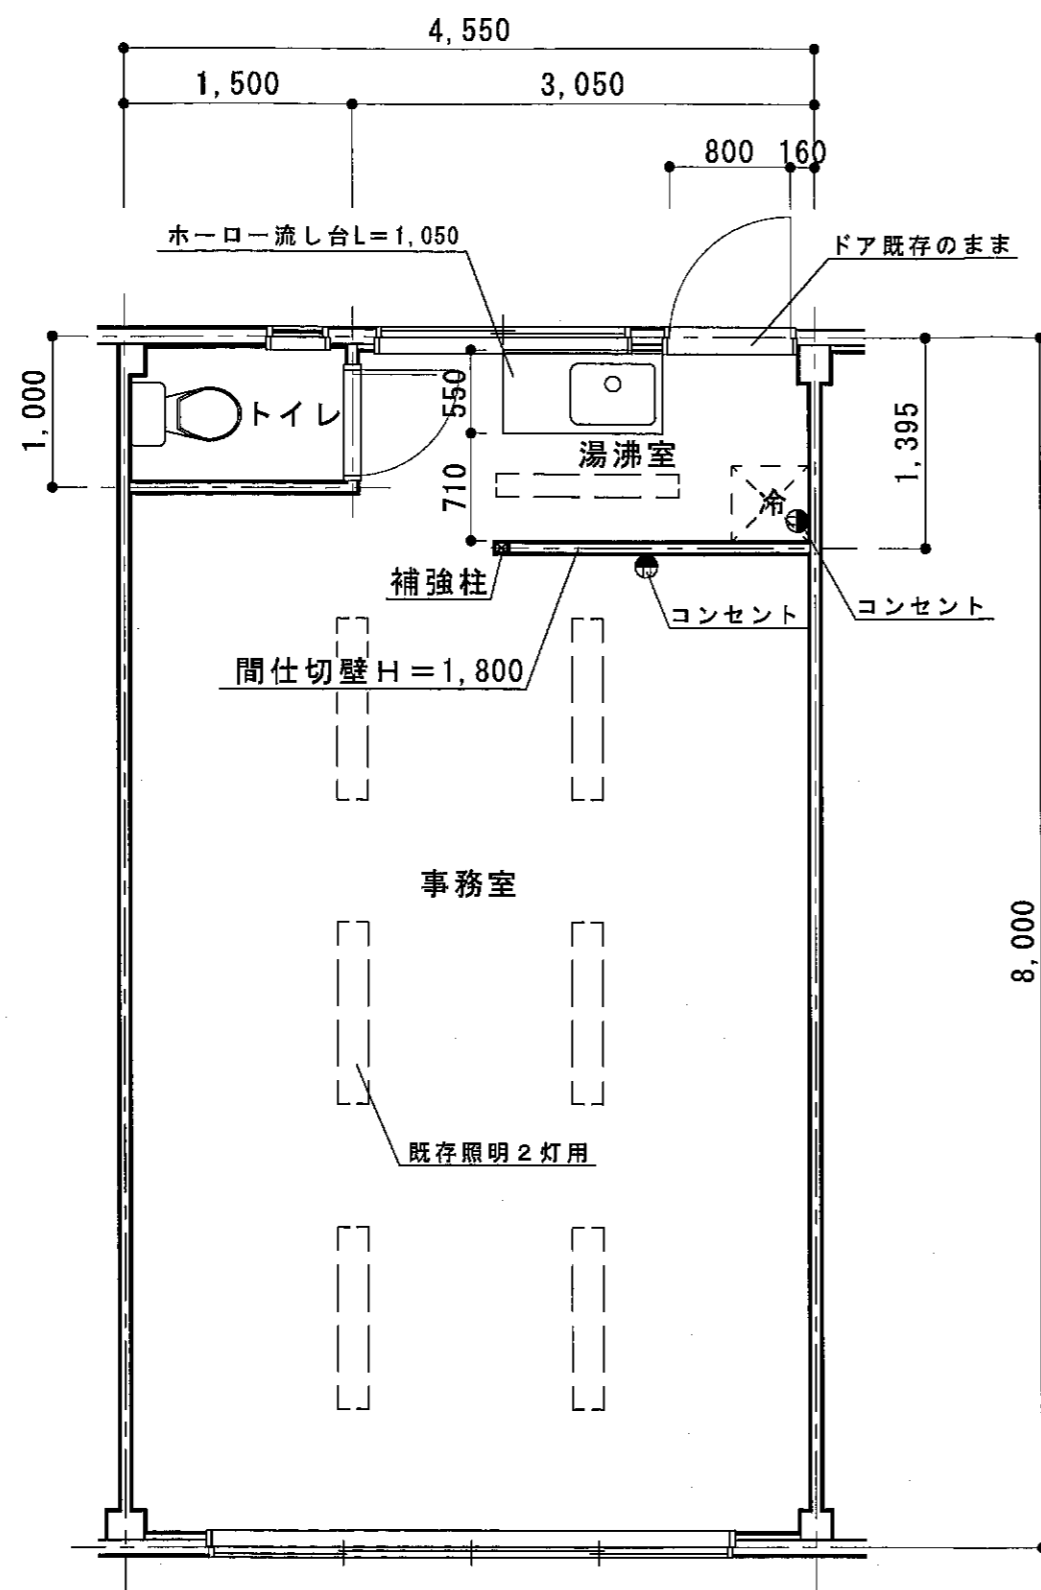 4,550
1,500
3,050
800
160
ホーロー流し台L=1,050
ドア既存のまま
1,000
トイレ
550
湯沸室
710
冷
1,395
補強柱
コンセント
コンセント
間仕切壁H=1,800
事務室
8,000
既存照明2灯用